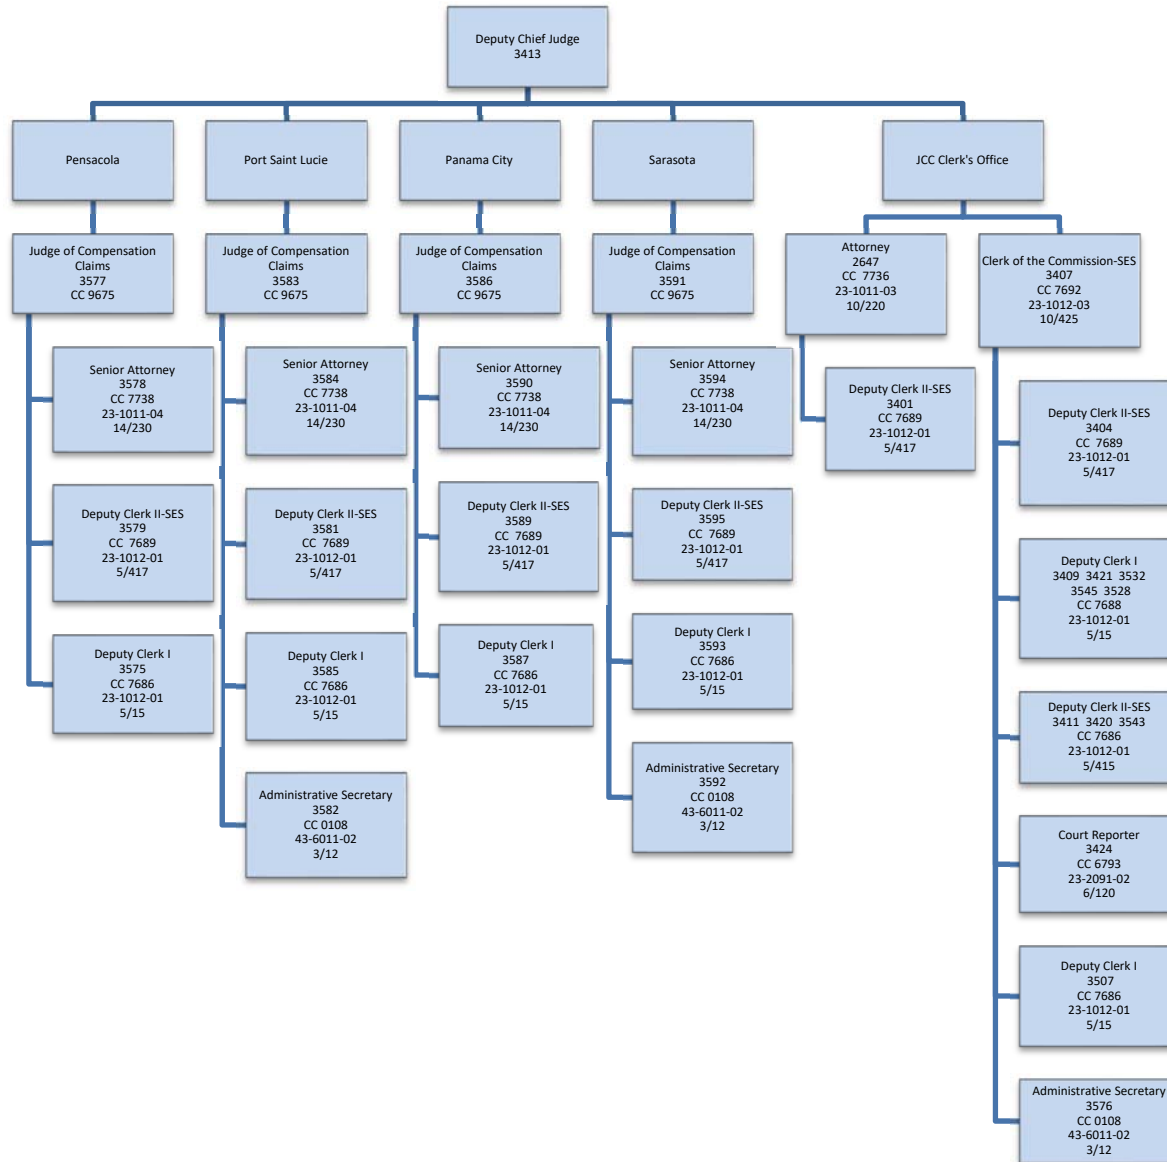 Deputy Chief Judge
3413
Pensacola
Port Saint Lucie
Panama City
Sarasota
JCC Clerk's Office
Judge of Compensation
Claims
3577
CC 9675
Judge of Compensation
Claims
3583
CC 9675
Judge of Compensation
Claims
3586
CC 9675
Judge of Compensation
Claims
3591
CC 9675
Attorney
2647
CC 7736
23-1011-03
10/220
Clerk of the Commission-SES
3407
CC 7692
23-1012-03
10/425
Senior Attorney
3578
CC 7738
23-1011-04
14/230
Senior Attorney
3584
CC 7738
23-1011-04
14/230
Senior Attorney
3590
CC 7738
23-1011-04
14/230
Senior Attorney
3594
CC 7738
23-1011-04
14/230
Deputy Clerk II-SES
3401
CC 7689
23-1012-01
5/417
Deputy Clerk II-SES
3404
CC 7689
23-1012-01
5/417
Deputy Clerk II-SES
3579
CC 7689
23-1012-01
5/417
Deputy Clerk II-SES
3581
CC 7689
23-1012-01
5/417
Deputy Clerk II-SES
3589
CC 7689
23-1012-01
5/417
Deputy Clerk II-SES
3595
CC 7689
23-1012-01
5/417
Deputy Clerk I
3409 3421 3532
3545 3528
CC 7688
23-1012-01
5/15
Deputy Clerk I
3575
CC 7686
23-1012-01
5/15
Deputy Clerk I
3585
CC 7686
23-1012-01
5/15
Deputy Clerk I
3587
CC 7686
23-1012-01
5/15
Deputy Clerk I
3593
CC 7686
23-1012-01
5/15
Deputy Clerk II-SES
3411 3420 3543
CC 7686
23-1012-01
5/415
Administrative Secretary
3582
CC 0108
43-6011-02
3/12
Administrative Secretary
3592
CC 0108
43-6011-02
3/12
Court Reporter
3424
CC 6793
23-2091-02
6/120
Deputy Clerk I
3507
CC 7686
23-1012-01
5/15
Administrative Secretary
3576
CC 0108
43-6011-02
3/12